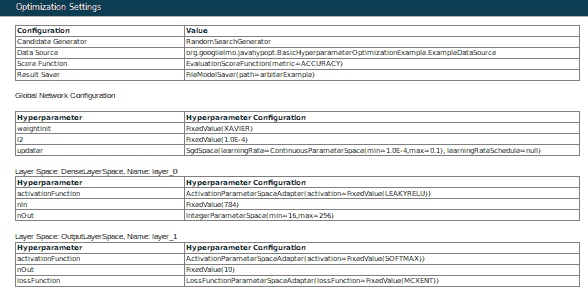 Optimization Settings
Configuration Value
Candidate Generator RandomSearchGenerator
Data Source org.googlielmo.javahypopt.BasicHyperparameterOptimizationExample.ExampleDataSource
Score Function EvaluationScoreFunction(metric=ACCURACY)
Result Saver FileModelSaver(path=arbiterExample)
Global Network Configuration
Hyperparameter Hyperparameter Configuration
weightInit FixedValue(XAVIER)
l2 FixedValue(1.0E-4)
updater SgdSpace(learningRate=ContinuousParameterSpace(min=1.0E-4,max=0.1), learningRateSchedule=null)
Layer Space: DenseLayerSpace, Name: layer_0
Hyperparameter Hyperparameter Configuration
activationFunction ActivationParameterSpaceAdapter(activation=FixedValue(LEAKYRELU))
nIn FixedValue(784)
nOut IntegerParameterSpace(min=16,max=256)
Layer Space: OutputLayerSpace, Name: layer_1
Hyperparameter Hyperparameter Configuration
activationFunction ActivationParameterSpaceAdapter(activation=FixedValue(SOFTMAX))
nOut FixedValue(10)
lossFunction LossFunctionParameterSpaceAdapter(lossFunction=FixedValue(MCXENT))